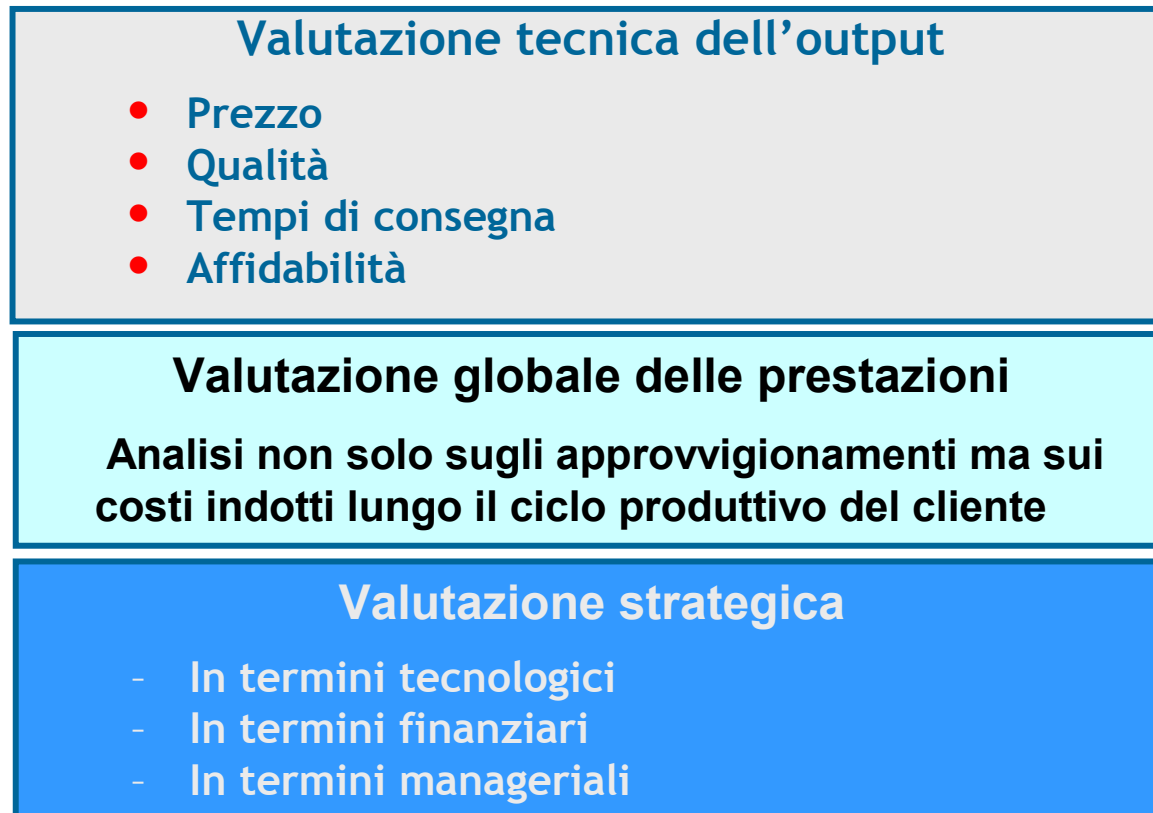 Valutazione tecnica dell’output
• Prezzo
• Qualità
• Tempi di consegna
• Affidabilità
Valutazione globale delle prestazioni
Analisi non solo sugli approvvigionamenti ma sui
costi indotti lungo il ciclo produttivo del cliente
Valutazione strategica
- In termini tecnologici
- In termini finanziari
- In termini manageriali